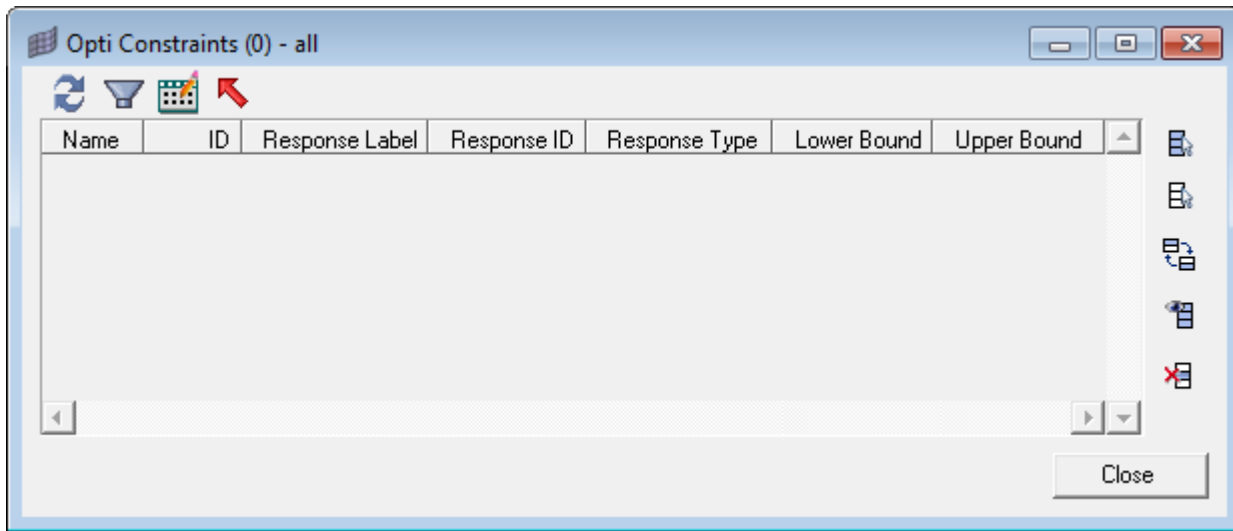 Opti Constraints (0) - all
Name ID Response Label Response ID Response Type Lower Bound Upper Bound
Close